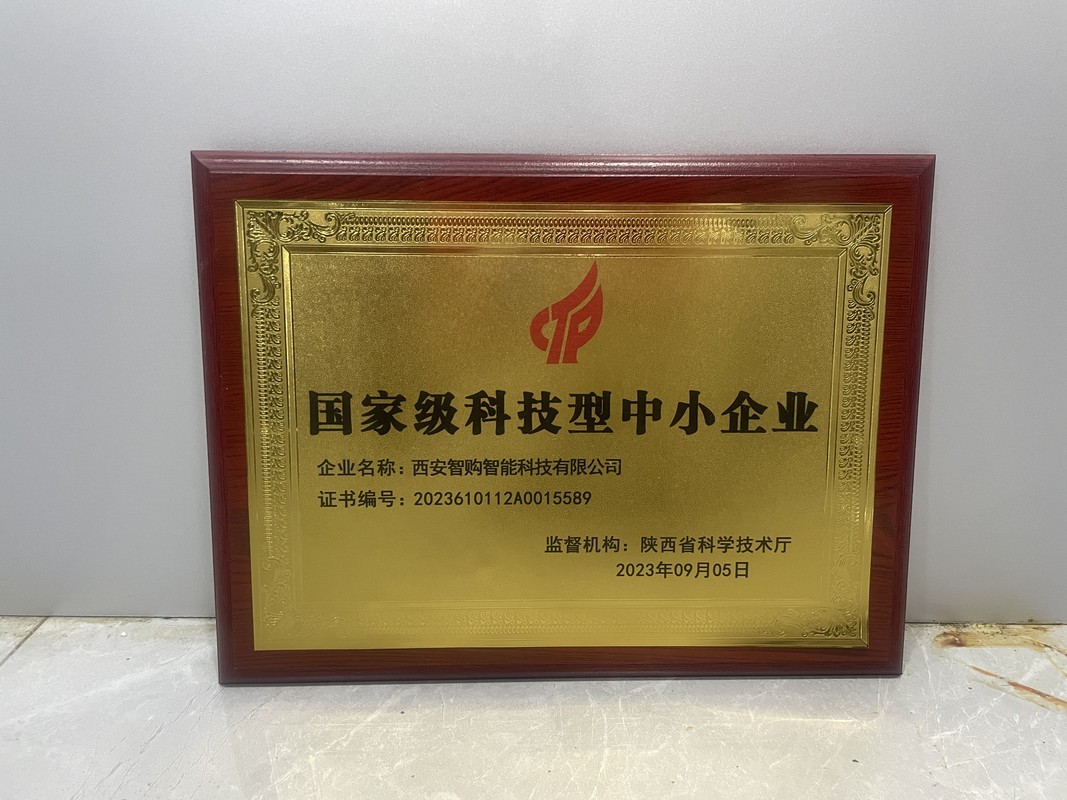 CTP
国家级科技型中小企业
企业名称：西安智购智能科技有限公司
证书编号：2023610112A0015589
监督机构：陕西省科学技术厅
2023年09月05日